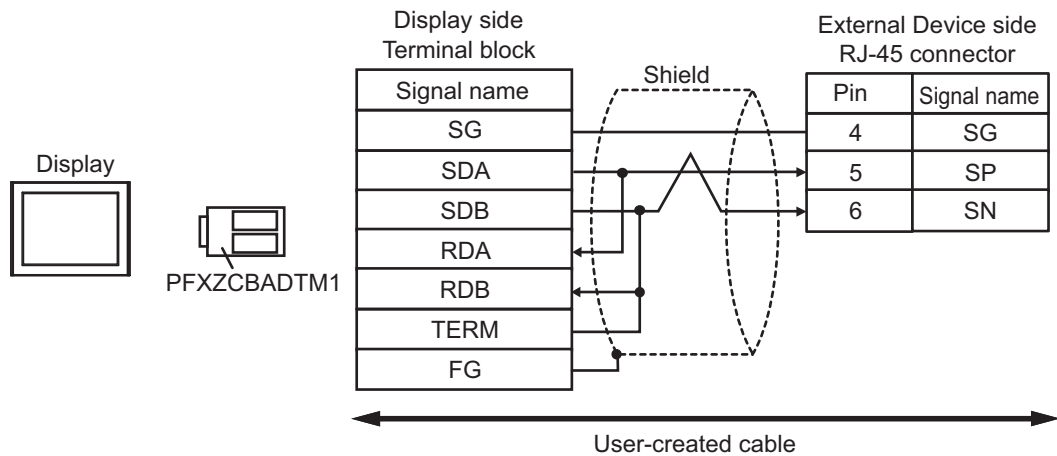 Display side
Terminal block
External Device side
RJ-45 connector
Shield
Signal name
Pin
Signal name
SG
4
SG
SDA
5
SP
SDB
6
SN
RDA
RDB
TERM
FG
Display
PFXZCBADTM1
User-created cable